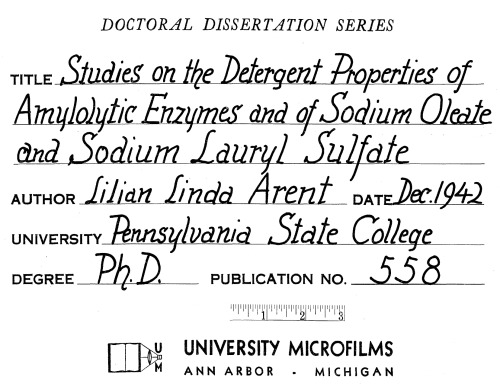 DOCTORAL DISSERTATION SERIES
TITLE Studies on the Detergent Properties of
Amylolytic Enzymes and of Sodium Oleate
and Sodium Lauryl Sulfate
AUTHOR Lilian Linda Arent DATE Dec. 1942
UNIVERSITY Pennsylvania State College
DEGREE Ph.D. PUBLICATION NO. 558
1 2 3
UM UNIVERSITY MICROFILMS
ANN ARBOR - MICHIGAN